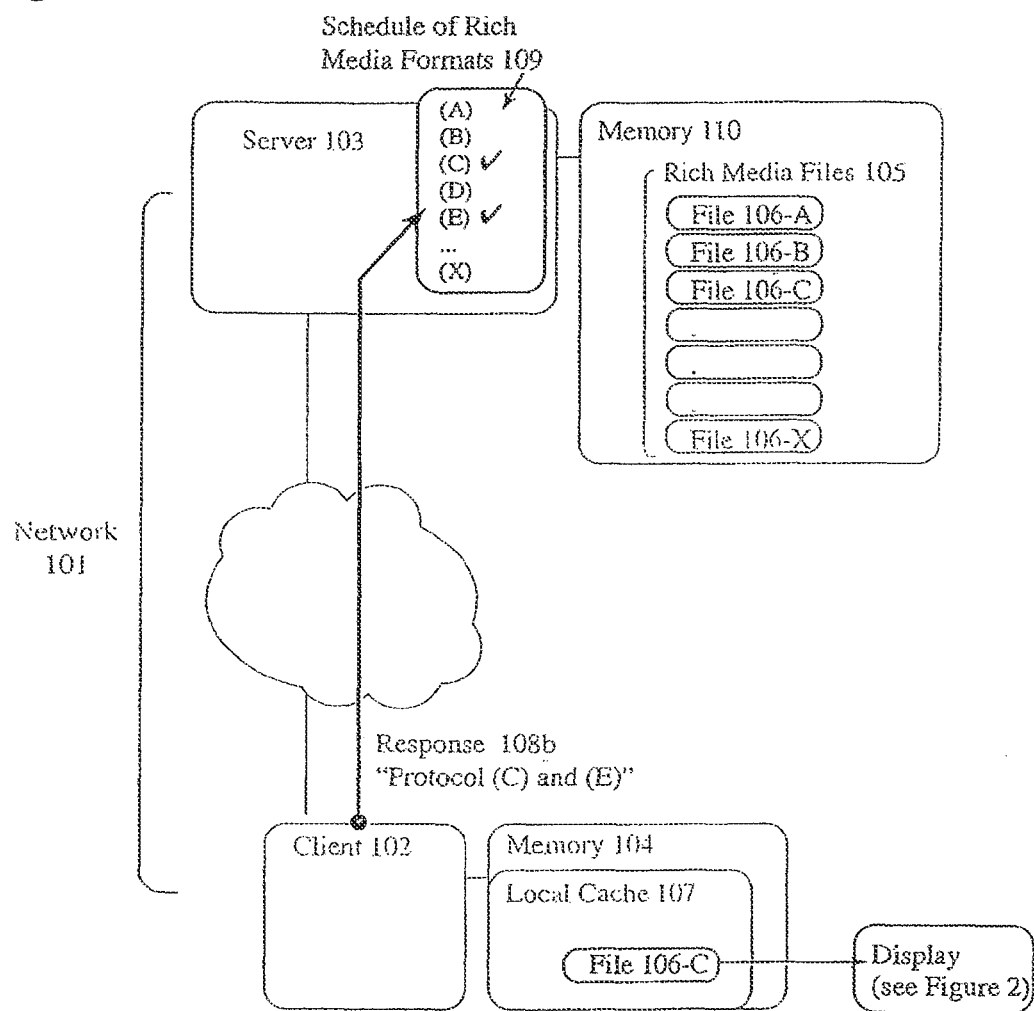 Schedule of Rich
Media Formats 109
(A)
(B)
(C) ✓
(D)
(E) ✓
...
(X)
Server 103
Memory 110
Rich Media Files 105
File 106-A
File 106-B
File 106-C
.
.
.
File 106-X
Network
101
Response 108b
“Protocol (C) and (E)”
Client 102
Memory 104
Local Cache 107
File 106-C
Display
(see Figure 2)